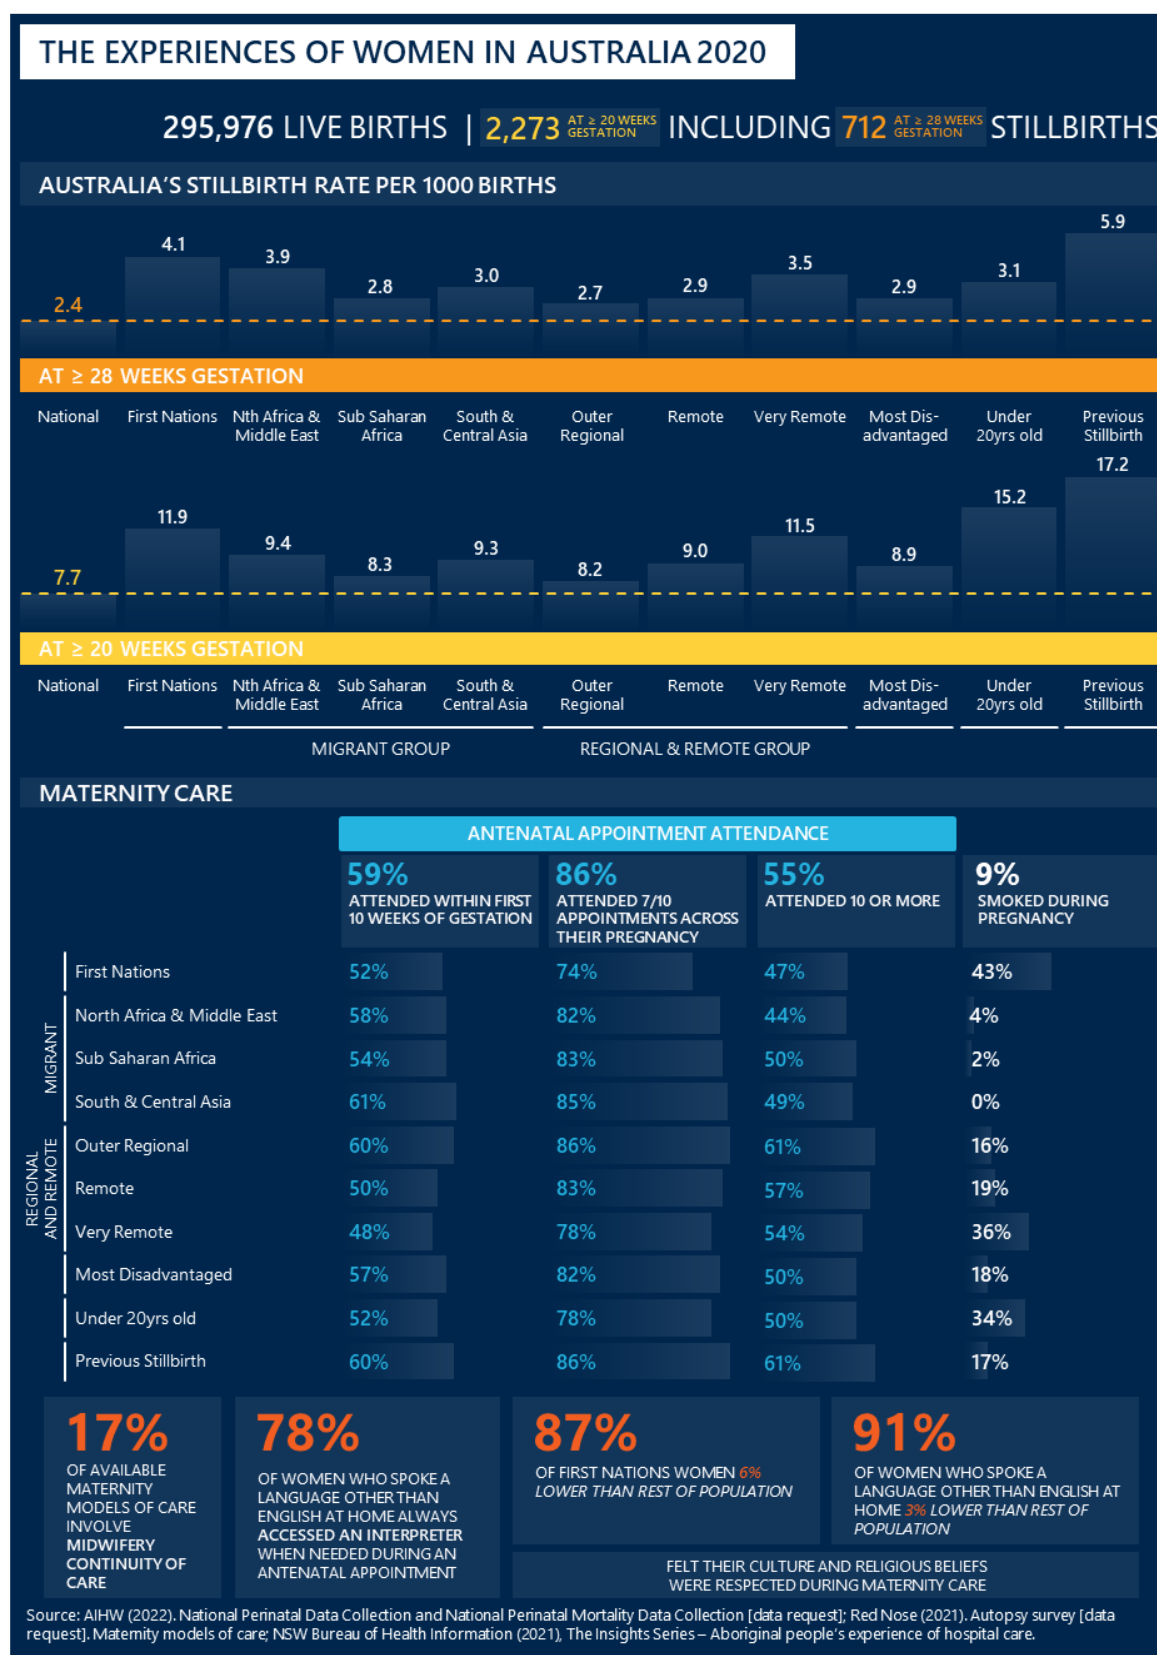 THE EXPERIENCES OF WOMEN IN AUSTRALIA 2020
295,976 LIVE BIRTHS | 2,273 AT ≥ 20 WEEKS GESTATION INCLUDING 712 AT ≥ 28 WEEKS GESTATION STILLBIRTHS
AUSTRALIA'S STILLBIRTH RATE PER 1000 BIRTHS
2.4 4.1 3.9 2.8 3.0 2.7 2.9 3.5 2.9 3.1 5.9
AT ≥ 28 WEEKS GESTATION
National First Nations Nth Africa & Sub Saharan South & Outer Remote Very Remote Most Dis- Under Previous
Middle East Africa Central Asia Regional advantaged 20yrs old Stillbirth
7.7 11.9 9.4 8.3 9.3 8.2 9.0 11.5 8.9 15.2 17.2
AT ≥ 20 WEEKS GESTATION
National First Nations Nth Africa & Sub Saharan South & Outer Remote Very Remote Most Dis- Under Previous
Middle East Africa Central Asia Regional advantaged 20yrs old Stillbirth
MIGRANT GROUP REGIONAL & REMOTE GROUP
MATERNITY CARE
ANTENATAL APPOINTMENT ATTENDANCE
59%
ATTENDED WITHIN FIRST
10 WEEKS OF GESTATION
86%
ATTENDED 7/10
APPOINTMENTS ACROSS
THEIR PREGNANCY
55%
ATTENDED 10 OR MORE
9%
SMOKED DURING
PREGNANCY
First Nations 52% 74% 47% 43%
MIGRANT
North Africa & Middle East 58% 82% 44% 4%
Sub Saharan Africa 54% 83% 50% 2%
South & Central Asia 61% 85% 49% 0%
REGIONAL
AND REMOTE
Outer Regional 60% 86% 61% 16%
Remote 50% 83% 57% 19%
Very Remote 48% 78% 54% 36%
Most Disadvantaged 57% 82% 50% 18%
Under 20yrs old 52% 78% 50% 34%
Previous Stillbirth 60% 86% 61% 17%
17%
OF AVAILABLE
MATERNITY
MODELS OF CARE
INVOLVE
MIDWIFERY
CONTINUITY OF
CARE
78%
OF WOMEN WHO SPOKE A
LANGUAGE OTHER THAN
ENGLISH AT HOME ALWAYS
ACCESSED AN INTERPRETER
WHEN NEEDED DURING AN
ANTENATAL APPOINTMENT
87%
OF FIRST NATIONS WOMEN 6%
LOWER THAN REST OF POPULATION
91%
OF WOMEN WHO SPOKE A
LANGUAGE OTHER THAN ENGLISH AT
HOME 3% LOWER THAN REST OF
POPULATION
FELT THEIR CULTURE AND RELIGIOUS BELIEFS
WERE RESPECTED DURING MATERNITY CARE
Source: AIHW (2022). National Perinatal Data Collection and National Perinatal Mortality Data Collection [data request]; Red Nose (2021). Autopsy survey [data
request]. Maternity models of care; NSW Bureau of Health Information (2021), The Insights Series – Aboriginal people's experience of hospital care.